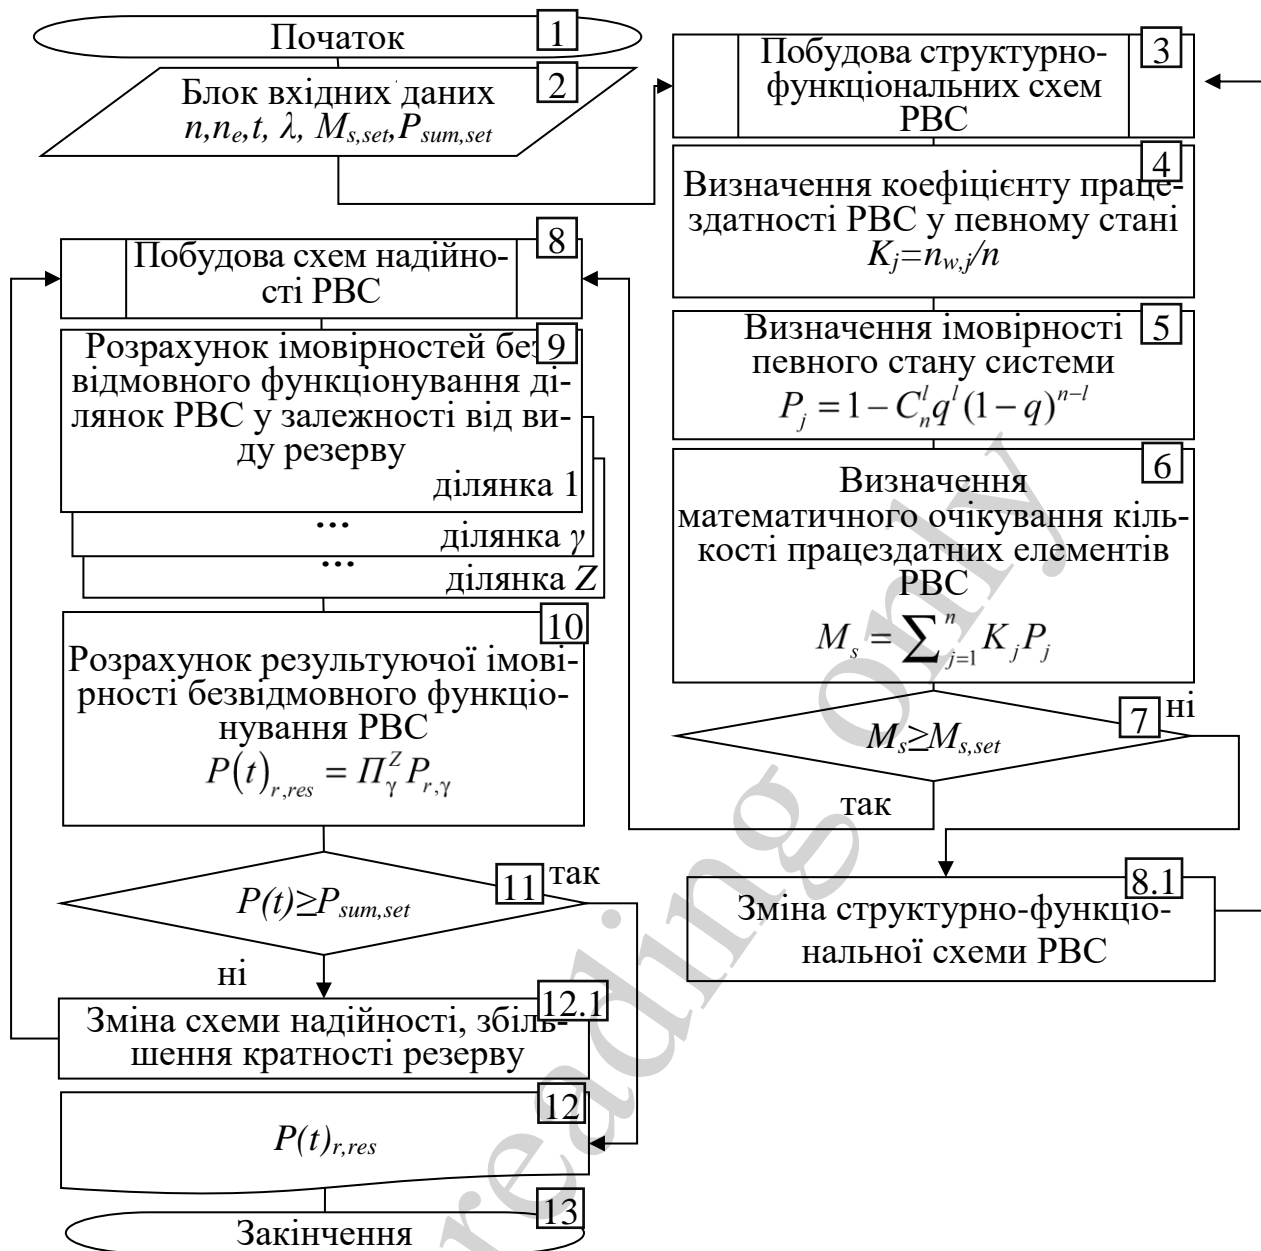 1
Початок
2
Блок вхідних даних
n,nₑ,t, λ, M_{s,set},P_{sum,set}
3
Побудова структурно-
функціональних схем
РВС
4
Визначення коефіцієнту праце-
здатності РВС у певному стані
K_j=n_{w,j}/n
5
Визначення імовірності
певного стану системи
P_j = 1 − C_n^l q^l (1 − q)^{n−l}
6
Визначення
математичного очікування кіль-
кості працездатних елементів
РВС
M_s = ∑_{j=1}^n K_j P_j
7
ні
M_s≥M_{s,set}
так
8.1
Зміна структурно-функціо-
нальної схеми РВС
8
Побудова схем надійно-
сті РВС
9
Розрахунок імовірностей без
відмовного функціонування ді-
лянок РВС у залежності від ви-
ду резерву
ділянка 1
...
ділянка γ
...
ділянка Z
10
Розрахунок результуючої імові-
рності безвідмовного функціо-
нування РВС
P(t)_{r,res} = Π_γ^Z P_{r,γ}
11
так
P(t)≥P_{sum,set}
ні
12.1
Зміна схеми надійності, збіль-
шення кратності резерву
12
P(t)_{r,res}
13
Закінчення
reading only